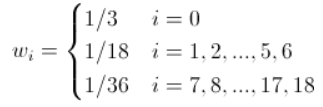 1/3 i = 0
w_i = { 1/18 i = 1, 2, ..., 5, 6
1/36 i = 7, 8, ..., 17, 18